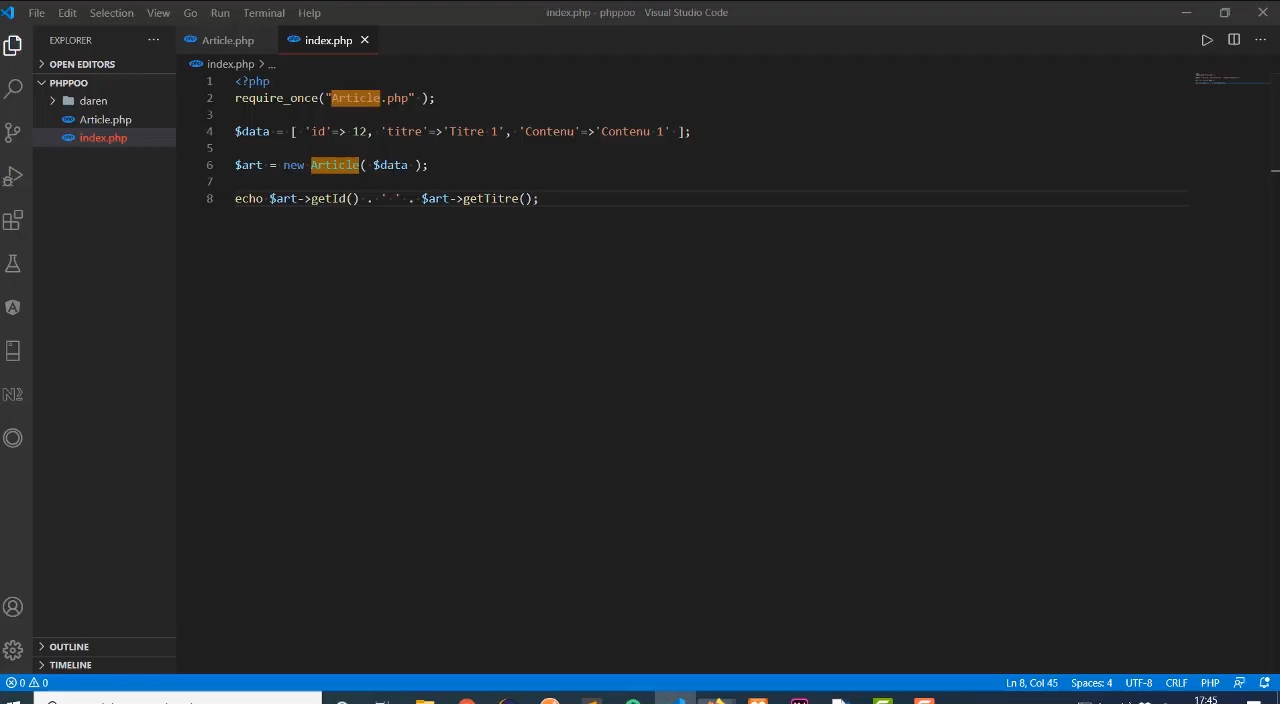 File Edit Selection View Go Run Terminal Help index.php - phppoo - Visual Studio Code
EXPLORER Article.php index.php
OPEN EDITORS index.php > ...
PHPPOO
daren
Article.php
index.php
1 <?php
2 require_once("Article.php" );
3
4 $data = [ 'id'=> 12, 'titre'=>'Titre 1', 'Contenu'=>'Contenu 1' ];
5
6 $art = new Article( $data );
7
8 echo $art->getId() . ' ' . $art->getTitre();
OUTLINE
TIMELINE
0 0 Ln 8, Col 45 Spaces: 4 UTF-8 CRLF PHP
17:45